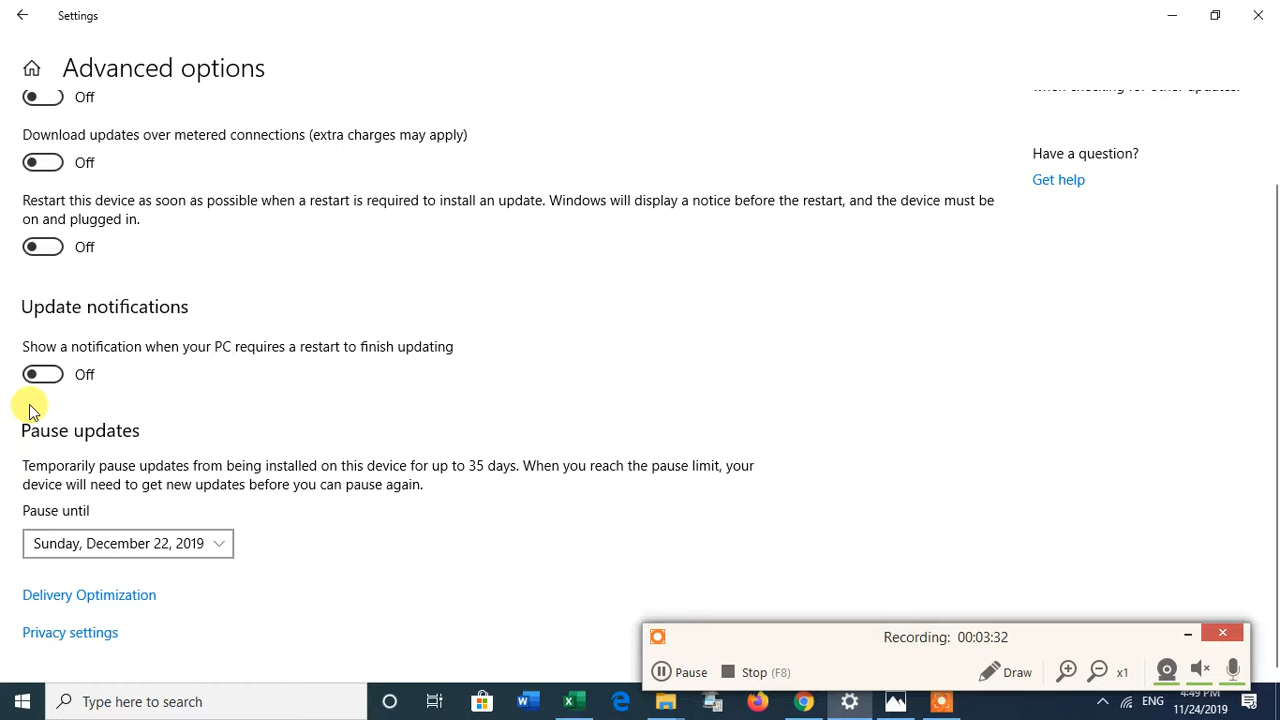 Settings
Advanced options
Off
Download updates over metered connections (extra charges may apply)
Off
Restart this device as soon as possible when a restart is required to install an update. Windows will display a notice before the restart, and the device must be
on and plugged in.
Off
Update notifications
Show a notification when your PC requires a restart to finish updating
Off
Pause updates
Temporarily pause updates from being installed on this device for up to 35 days. When you reach the pause limit, your
device will need to get new updates before you can pause again.
Pause until
Sunday, December 22, 2019
Delivery Optimization
Privacy settings
when checking for other updates.
Have a question?
Get help
Recording: 00:03:32
Pause
Stop (F8)
Draw
x1
Type here to search
ENG
4:49 PM
11/24/2019